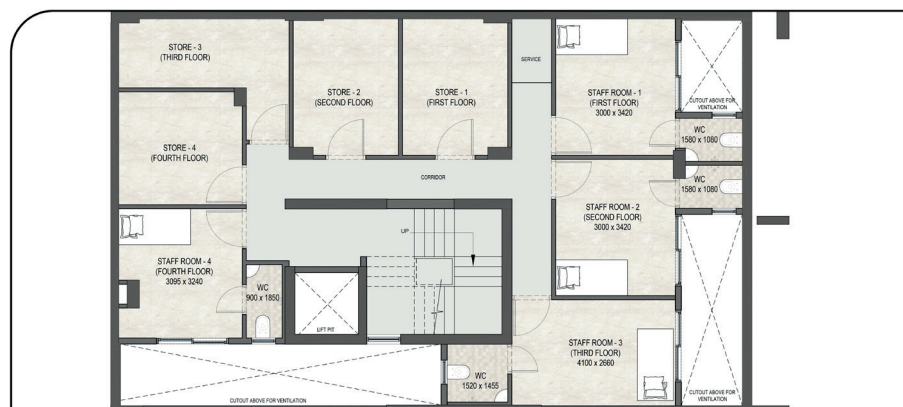 STORE - 3
(THIRD FLOOR)
STORE - 2
(SECOND FLOOR)
STORE - 1
(FIRST FLOOR)
SERVICE
STAFF ROOM - 1
(FIRST FLOOR)
3000 x 3420
CUTOUT ABOVE FOR
VENTILATION
WC
1580 x 1080
STORE - 4
(FOURTH FLOOR)
CORRIDOR
WC
1580 x 1080
STAFF ROOM - 2
(SECOND FLOOR)
3000 x 3420
UP
STAFF ROOM - 4
(FOURTH FLOOR)
3095 x 3240
WC
900 x 1850
LIFT PIT
STAFF ROOM - 3
(THIRD FLOOR)
4100 x 2660
WC
1520 x 1455
CUTOUT ABOVE FOR VENTILATION
CUTOUT ABOVE FOR
VENTILATION